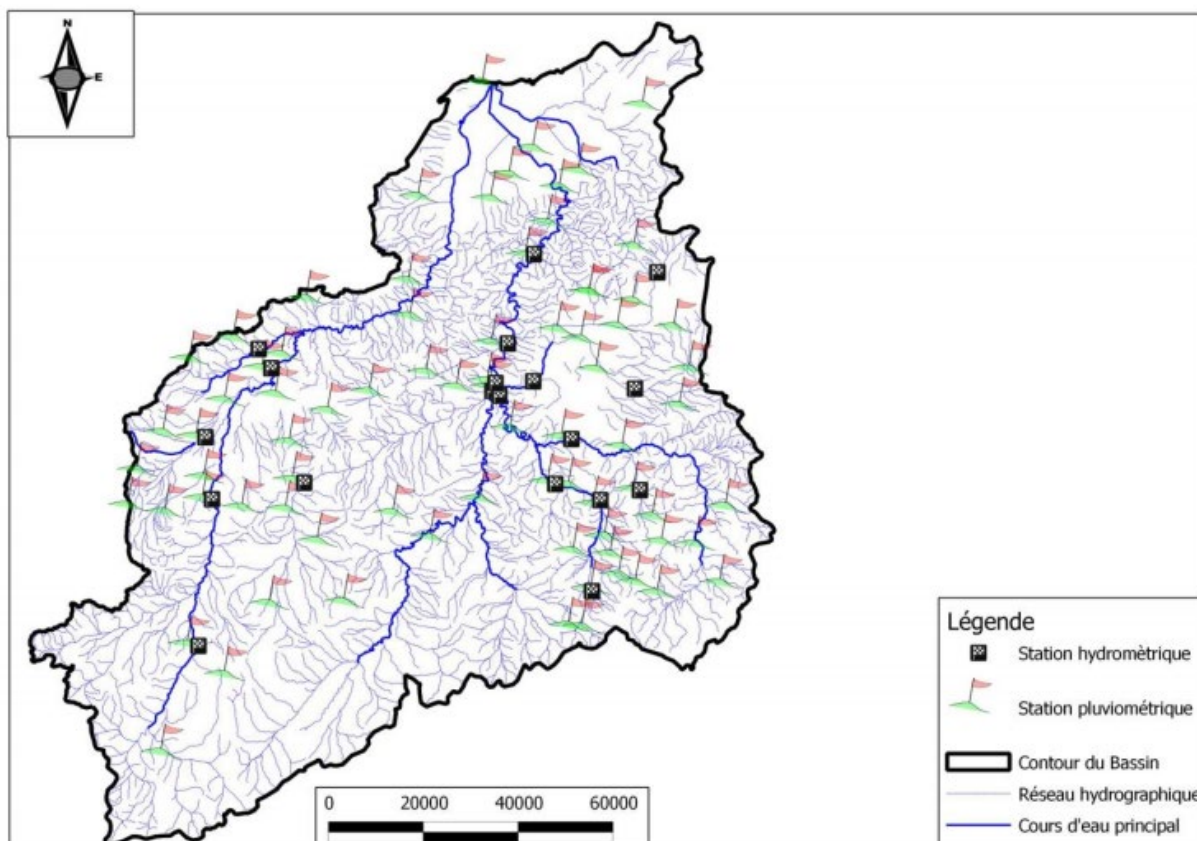 N
E
Légende
Station hydromètrique
Station pluviométrique
Contour du Bassin
Réseau hydrographique
Cours d'eau principal
0 20000 40000 60000